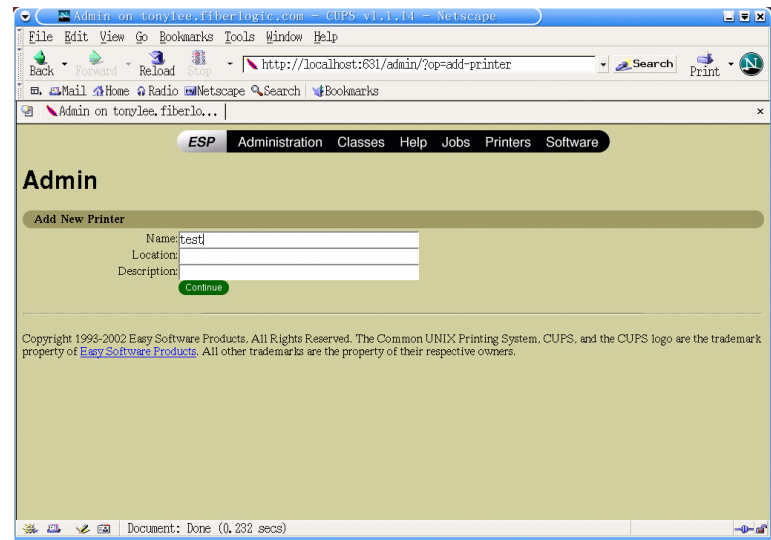 Admin on tonylee.fiberlogic.com - CUPS v1.1.14 - Netscape
File Edit View Go Bookmarks Tools Window Help
Back Forward Reload Stop http://localhost:631/admin/?op=add-printer Search Print N
Mail Home Radio Netscape Search Bookmarks
Admin on tonylee.fiberlo...
ESP Administration Classes Help Jobs Printers Software
Admin
Add New Printer
Name: test
Location:
Description:
Continue
Copyright 1993-2002 Easy Software Products, All Rights Reserved. The Common UNIX Printing System, CUPS, and the CUPS logo are the trademark
property of Easy Software Products. All other trademarks are the property of their respective owners.
Document: Done (0.232 secs)